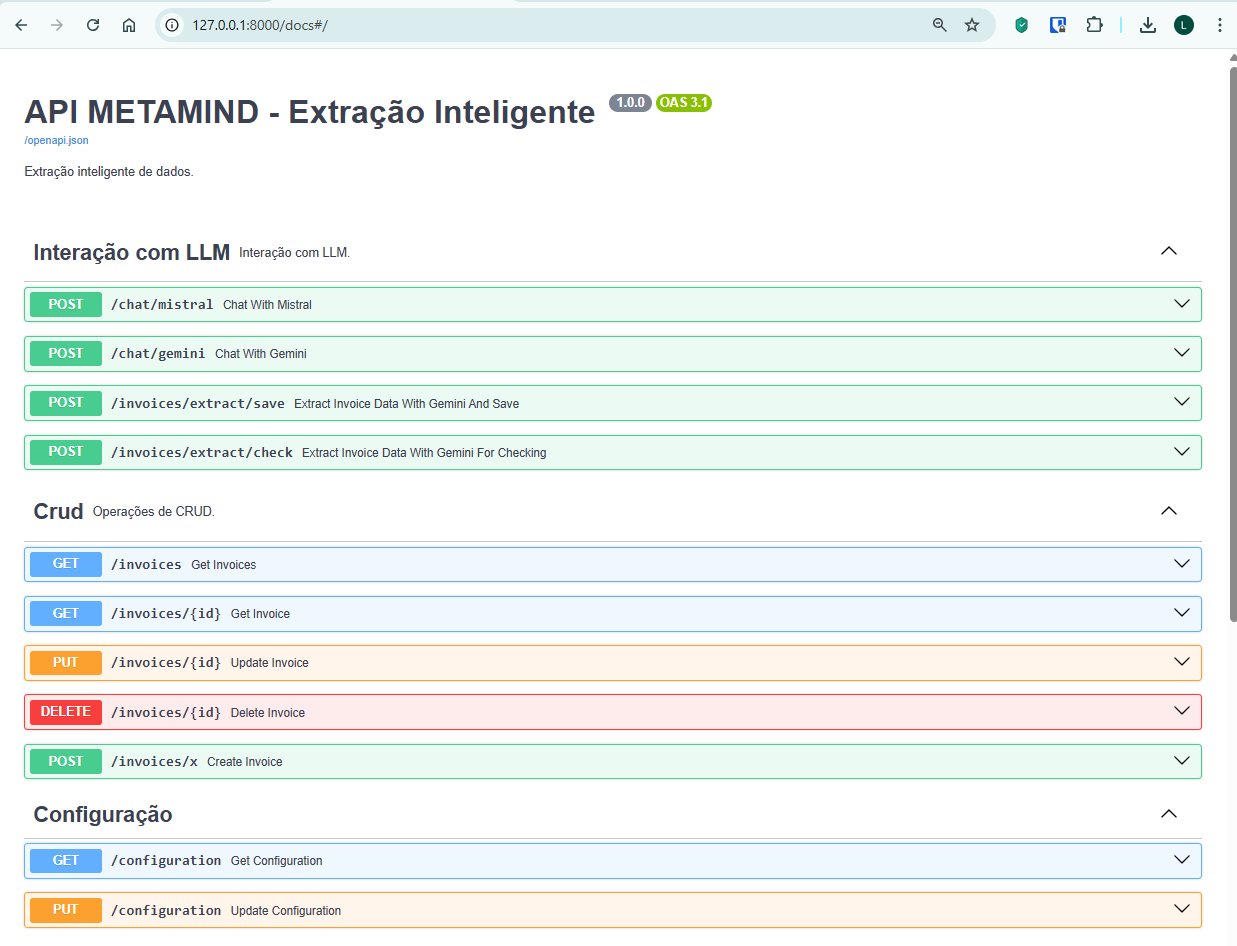 127.0.0.1:8000/docs#/
L
API METAMIND - Extração Inteligente 1.0.0 OAS 3.1
/openapi.json
Extração inteligente de dados.
Interação com LLM Interação com LLM.
POST /chat/mistral Chat With Mistral
POST /chat/gemini Chat With Gemini
POST /invoices/extract/save Extract Invoice Data With Gemini And Save
POST /invoices/extract/check Extract Invoice Data With Gemini For Checking
Crud Operações de CRUD.
GET /invoices Get Invoices
GET /invoices/{id} Get Invoice
PUT /invoices/{id} Update Invoice
DELETE /invoices/{id} Delete Invoice
POST /invoices/x Create Invoice
Configuração
GET /configuration Get Configuration
PUT /configuration Update Configuration